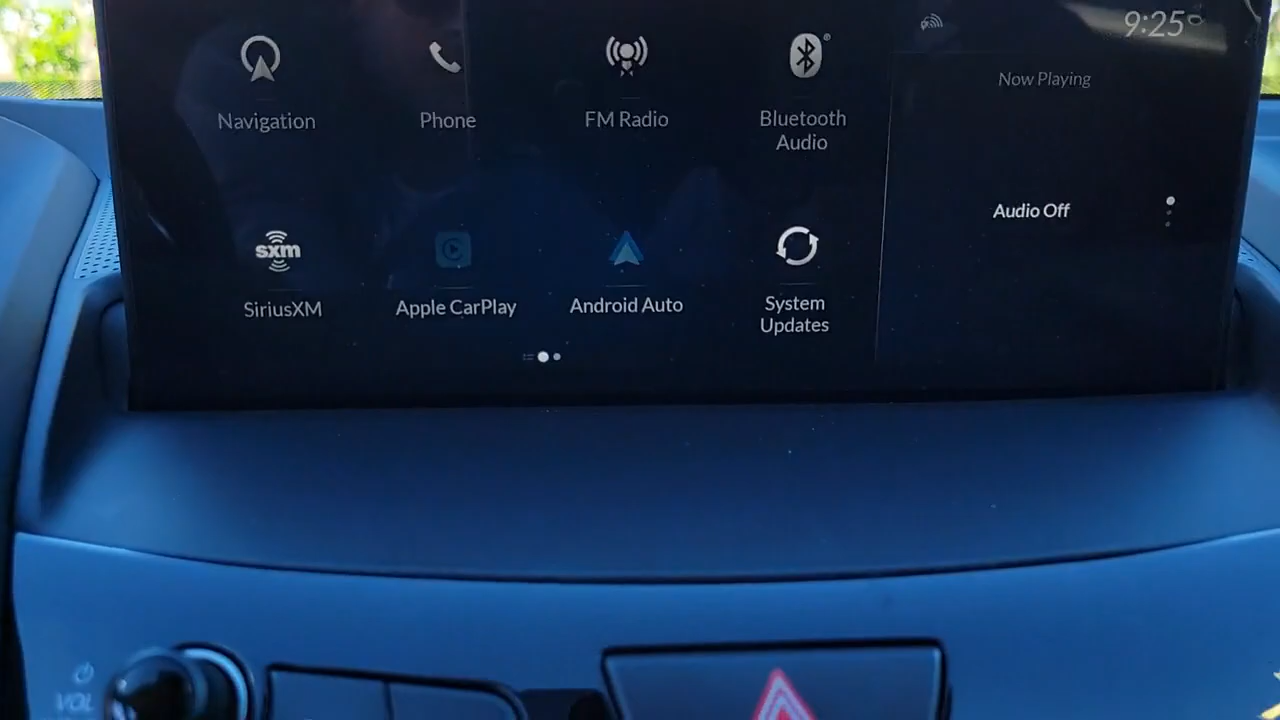 9:25
Navigation
Phone
FM Radio
Bluetooth
Audio
Now Playing
Audio Off
sxm
SiriusXM
Apple CarPlay
Android Auto
System
Updates
VOL